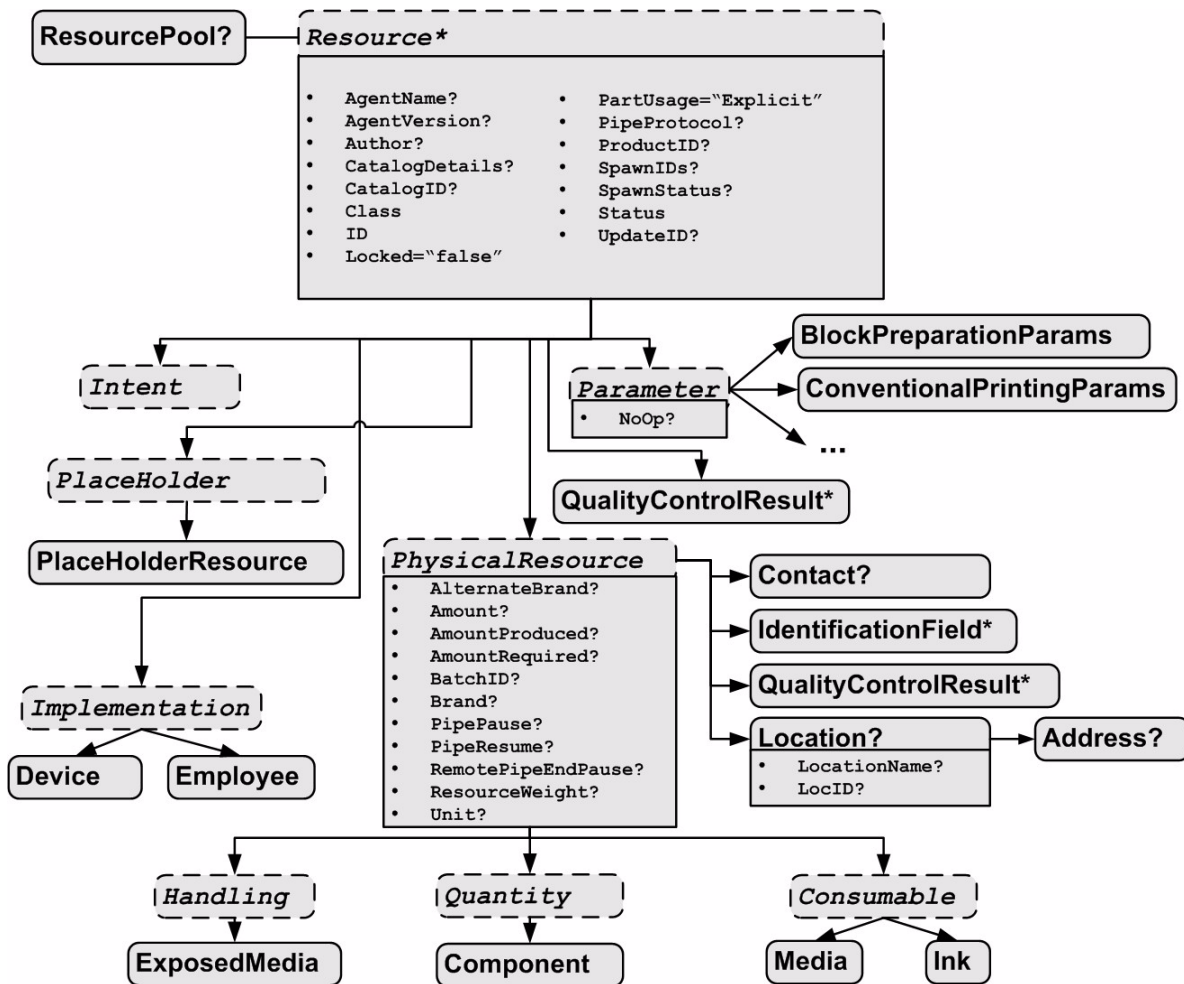 ResourcePool?
Resource*
• AgentName?
• AgentVersion?
• Author?
• CatalogDetails?
• CatalogID?
• Class
• ID
• Locked=“false”
• PartUsage=“Explicit”
• PipeProtocol?
• ProductID?
• SpawnIDs?
• SpawnStatus?
• Status
• UpdateID?
Intent
Parameter
• NoOp?
BlockPreparationParams
ConventionalPrintingParams
...
PlaceHolder
PlaceHolderResource
QualityControlResult*
PhysicalResource
• AlternateBrand?
• Amount?
• AmountProduced?
• AmountRequired?
• BatchID?
• Brand?
• PipePause?
• PipeResume?
• RemotePipeEndPause?
• ResourceWeight?
• Unit?
Contact?
IdentificationField*
QualityControlResult*
Location?
• LocationName?
• LocID?
Address?
Implementation
Device
Employee
Handling
ExposedMedia
Quantity
Component
Consumable
Media
Ink